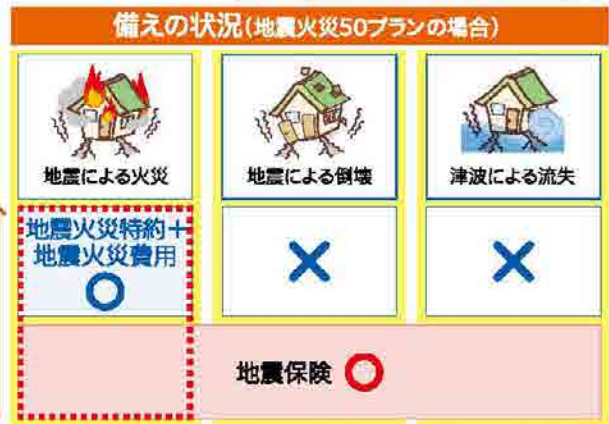 備えの状況(地震火災50プランの場合)
地震による火災
地震による倒壊
津波による流失
地震火災特約+
地震火災費用
○
×
×
地震保険 ○